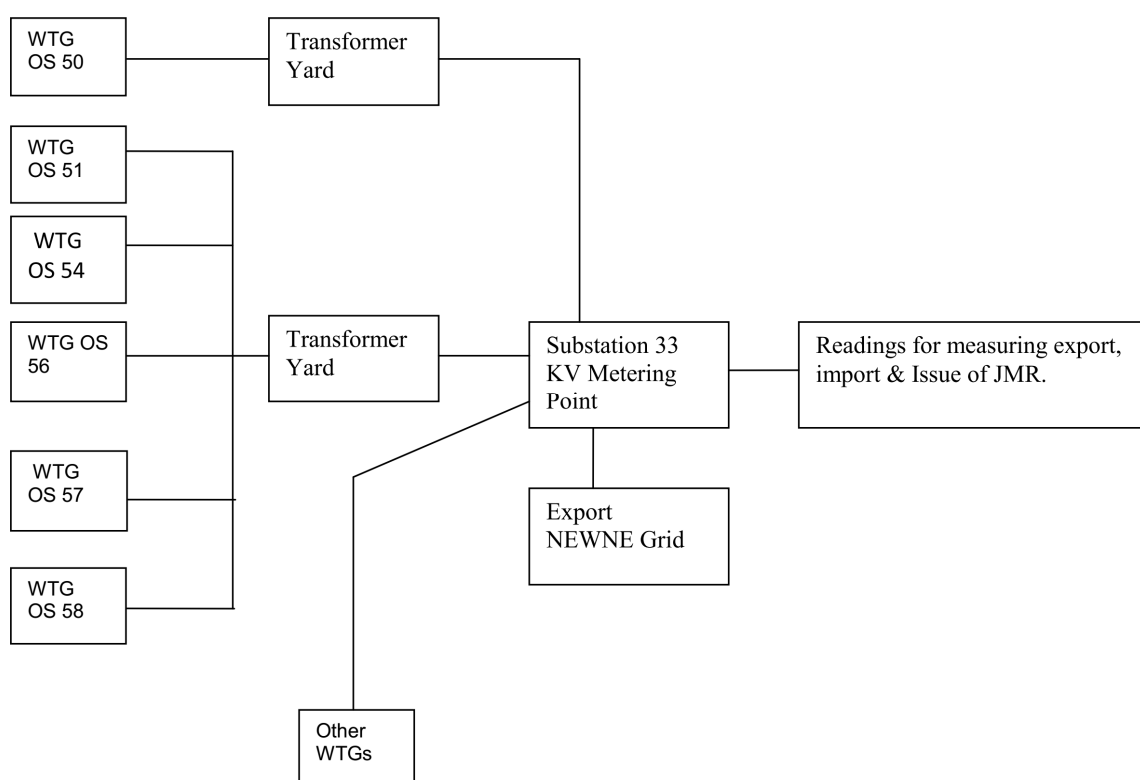 WTG
OS 50
Transformer
Yard
WTG
OS 51
WTG
OS 54
WTG OS
56
Transformer
Yard
Substation 33
KV Metering
Point
Readings for measuring export,
import & Issue of JMR.
WTG
OS 57
Export
NEWNE Grid
WTG
OS 58
Other
WTGs